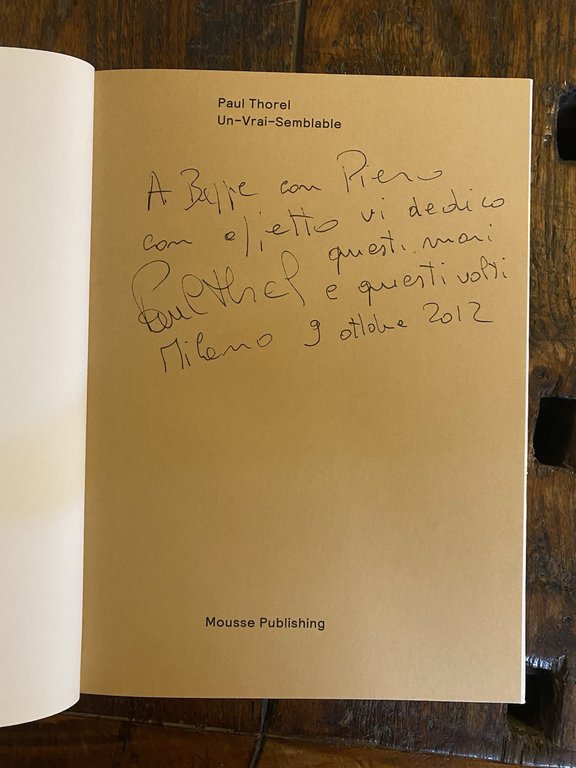 Paul Thorel
Un-Vrai-Semblable
A Beppe con Piero
con affetto vi dedico
questi mari
Paul Thorel e questi volti
Milano 9 ottobre 2012
Mousse Publishing